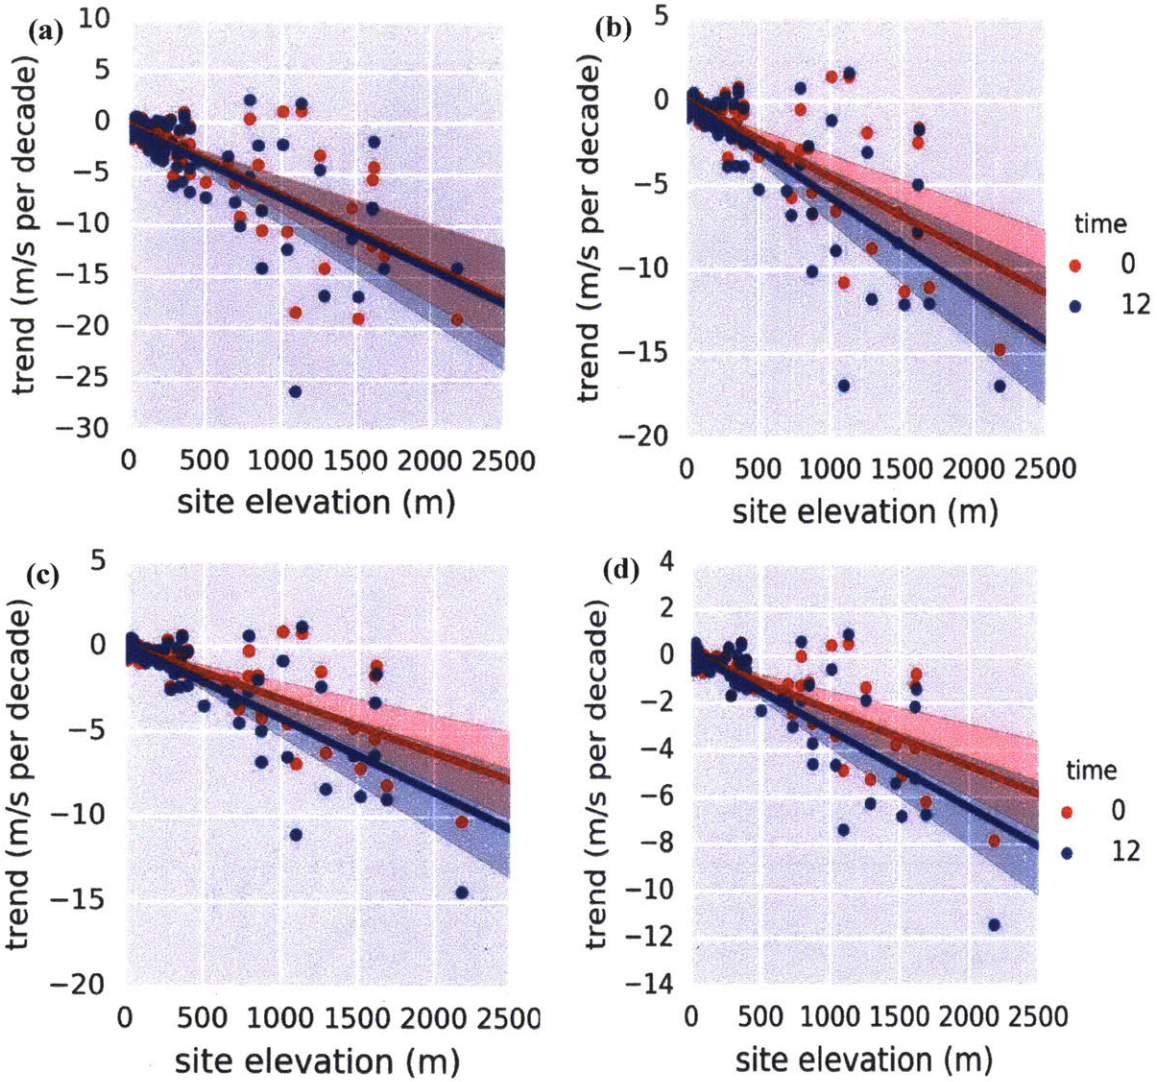 (a)
10
5
0
−5
−10
−15
−20
−25
−30
trend (m/s per decade)
0 500 1000 1500 2000 2500
site elevation (m)
(b)
5
0
−5
−10
−15
−20
trend (m/s per decade)
0 500 1000 1500 2000 2500
site elevation (m)
time
0
12
(c)
5
0
−5
−10
−15
−20
trend (m/s per decade)
0 500 1000 1500 2000 2500
site elevation (m)
(d)
4
2
0
−2
−4
−6
−8
−10
−12
−14
trend (m/s per decade)
0 500 1000 1500 2000 2500
site elevation (m)
time
0
12